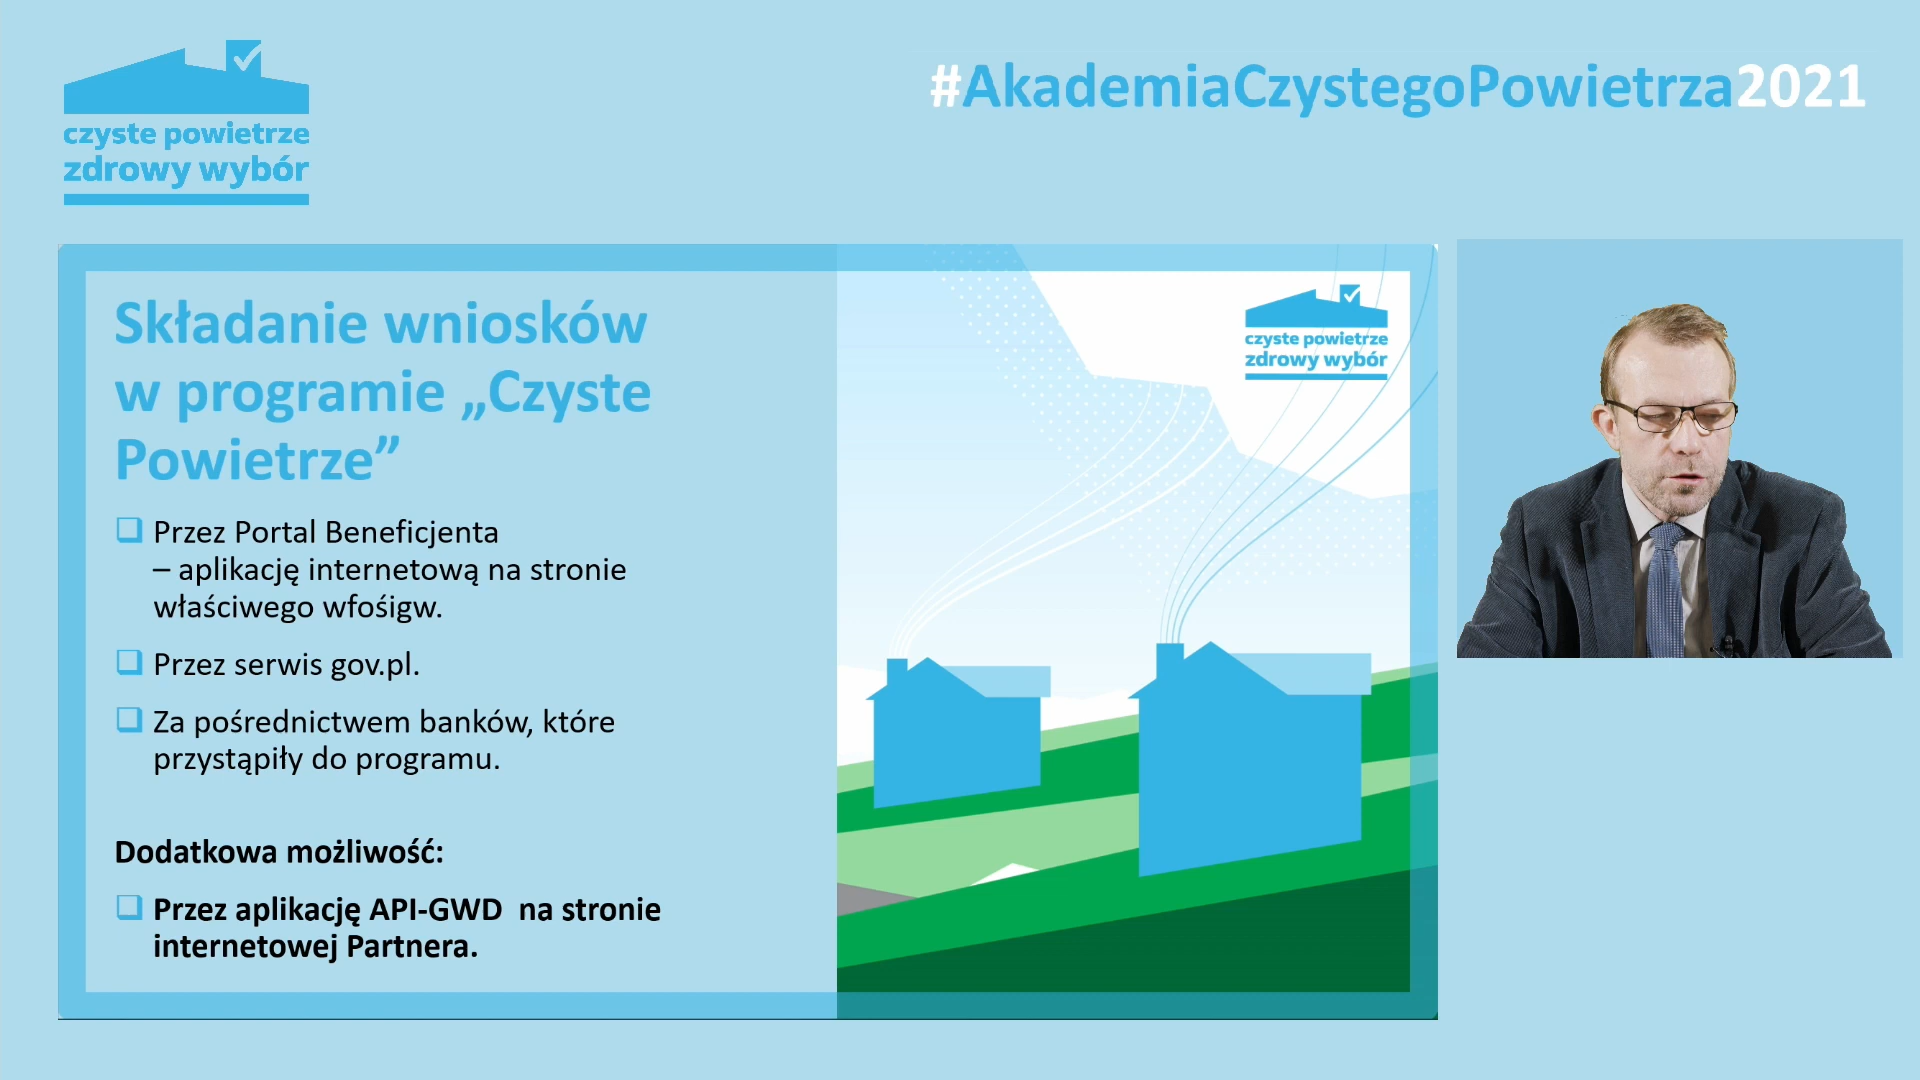 czyste powietrze
zdrowy wybór
#AkademiaCzystegoPowietrza2021
Składanie wniosków
w programie „Czyste
Powietrze”
Przez Portal Beneficjenta
– aplikację internetową na stronie
właściwego wfośigw.
Przez serwis gov.pl.
Za pośrednictwem banków, które
przystąpiły do programu.
Dodatkowa możliwość:
Przez aplikację API-GWD na stronie
internetowej Partnera.
czyste powietrze
zdrowy wybór